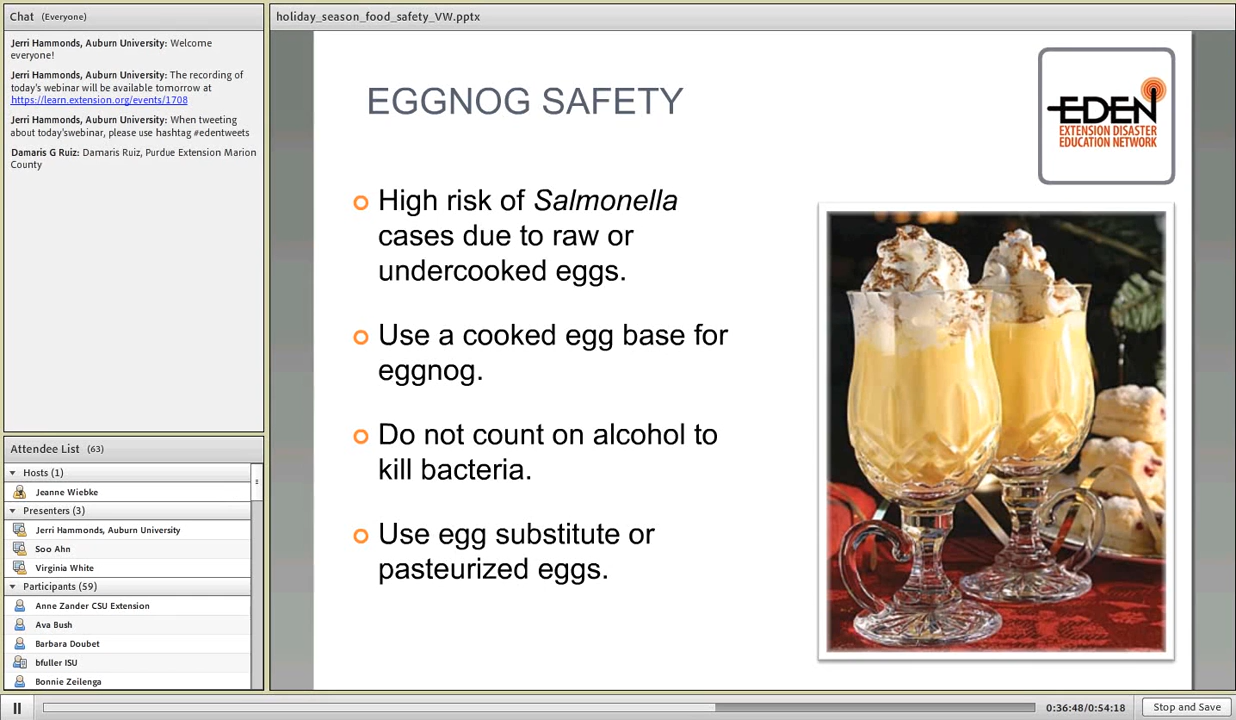 Chat (Everyone)
Jerri Hammonds, Auburn University: Welcome
everyone!
Jerri Hammonds, Auburn University: The recording of
today's webinar will be available tomorrow at
https://learn.extension.org/events/1708
Jerri Hammonds, Auburn University: When tweeting
about today'swebinar, please use hashtag #edentweets
Damaris G Ruiz: Damaris Ruiz, Purdue Extension Marion
County
Attendee List (63)
Hosts (1)
Jeanne Wiebke
Presenters (3)
Jerri Hammonds, Auburn University
Soo Ahn
Virginia White
Participants (59)
Anne Zander CSU Extension
Ava Bush
Barbara Doubet
bfuller ISU
Bonnie Zeilenga
holiday_season_food_safety_VW.pptx
EGGNOG SAFETY
EDEN
EXTENSION DISASTER
EDUCATION NETWORK
High risk of Salmonella
cases due to raw or
undercooked eggs.
Use a cooked egg base for
eggnog.
Do not count on alcohol to
kill bacteria.
Use egg substitute or
pasteurized eggs.
0:36:48/0:54:18
Stop and Save